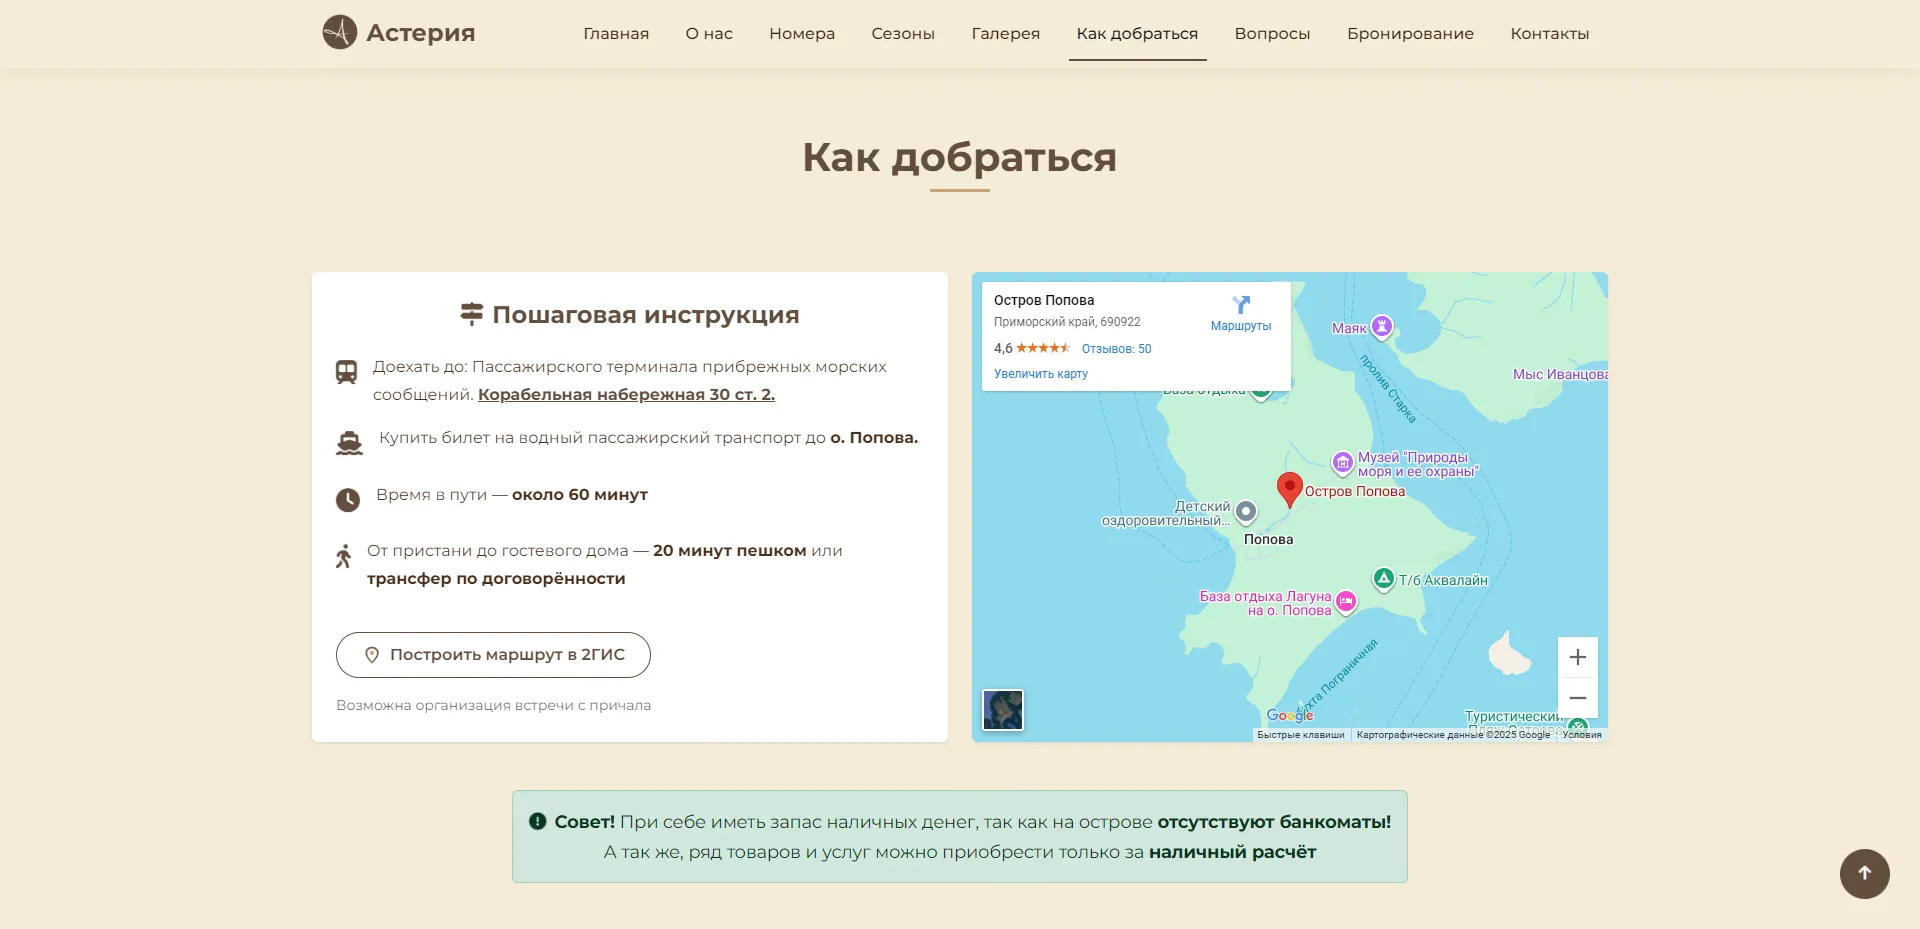 Астерия
Главная
О нас
Номера
Сезоны
Галерея
Как добраться
Вопросы
Бронирование
Контакты
Как добраться
Пошаговая инструкция
Доехать до: Пассажирского терминала прибрежных морских
сообщений. Корабельная набережная 30 ст. 2.
Купить билет на водный пассажирский транспорт до о. Попова.
Время в пути — около 60 минут
От пристани до гостевого дома — 20 минут пешком или
трансфер по договорённости
Построить маршрут в 2ГИС
Возможна организация встречи с причала
Остров Попова
Приморский край, 690922
4,6
Отзывов: 50
Увеличить карту
Маршруты
Маяк
пролив Старка
Мыс Иванцова
База отдыха
Музей "Природы
моря и ее охраны"
Остров Попова
Детский
оздоровительный...
Попова
Т/б Аквалайн
База отдыха Лагуна
на о. Попова
бухта Пограничная
Туристический
Google
Быстрые клавиши
Картографические данные ©2025 Google
Условия
Совет! При себе иметь запас наличных денег, так как на острове отсутствуют банкоматы!
А так же, ряд товаров и услуг можно приобрести только за наличный расчёт